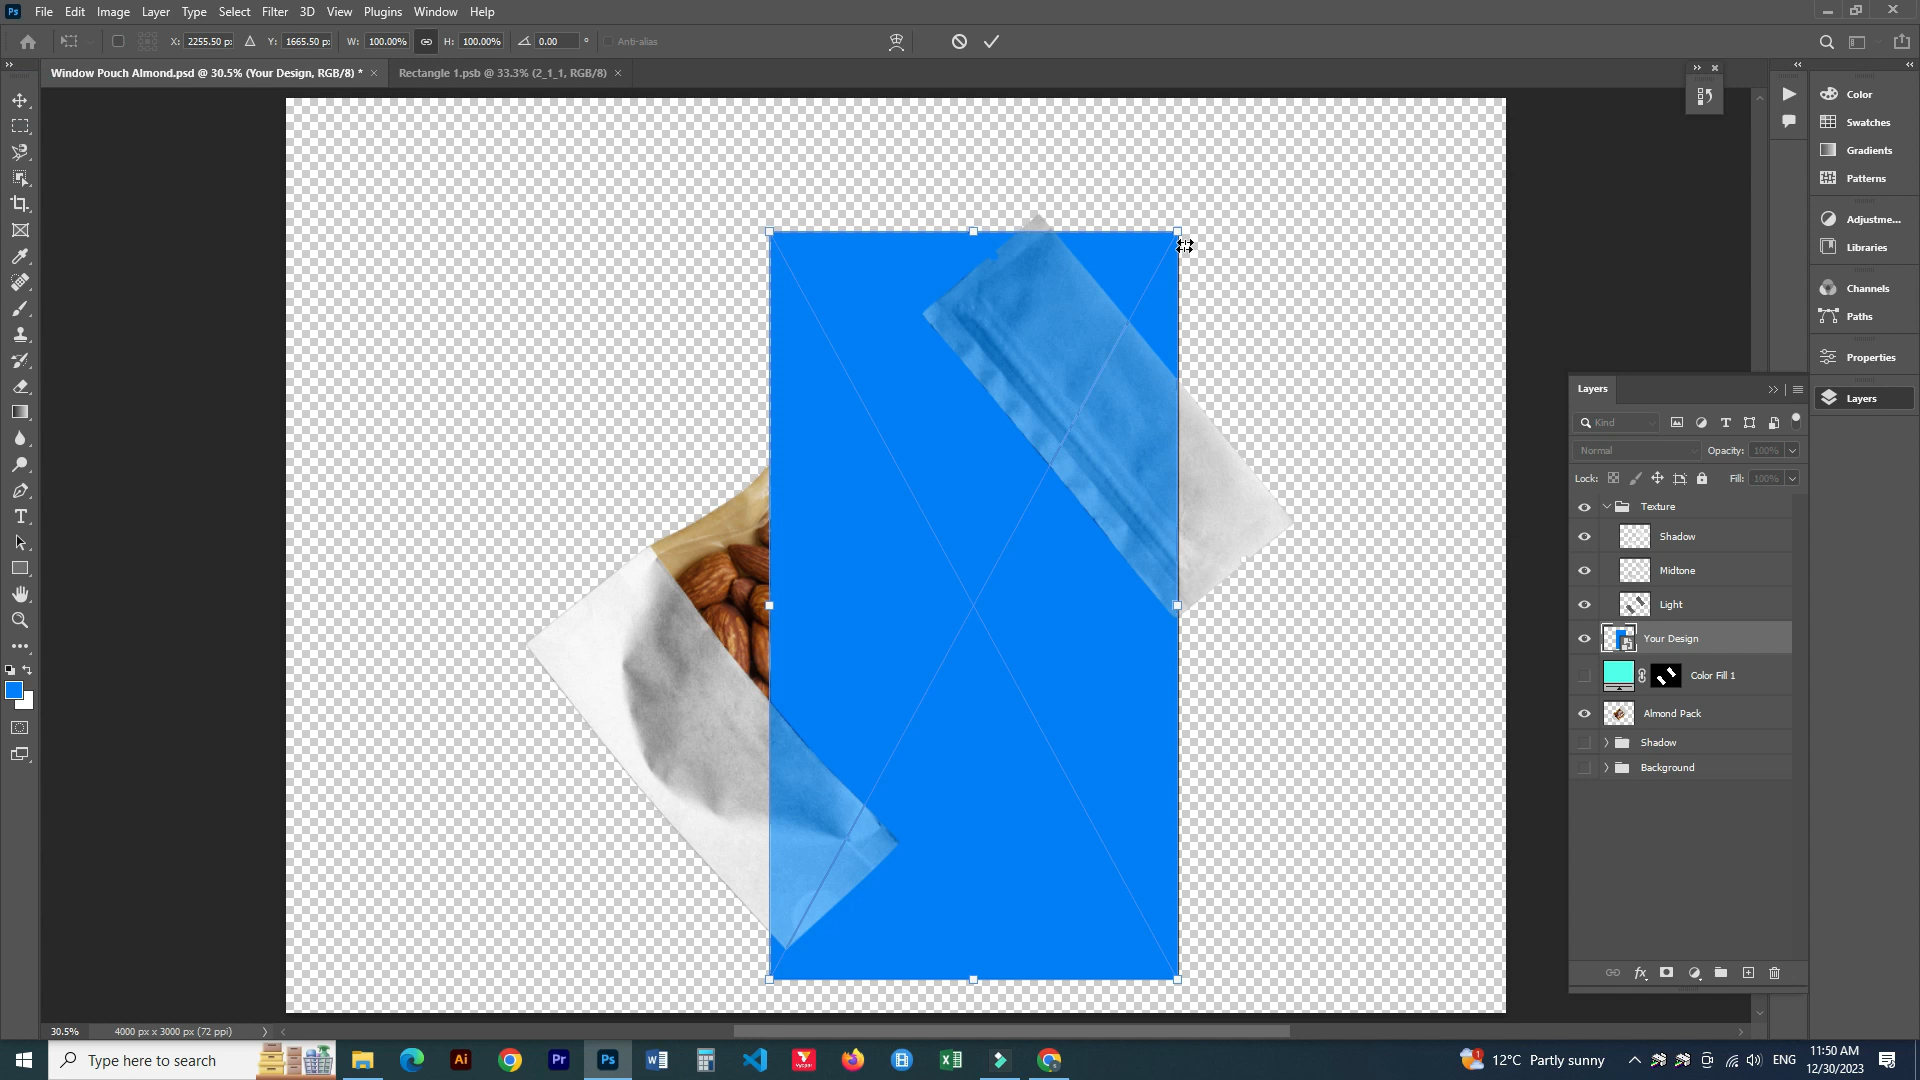 Ps File Edit Image Layer Type Select Filter 3D View Plugins Window Help
X: 2255.50 p: Y: 1665.50 p: W: 100.00% H: 100.00% 0.00 ° Anti-alias
Window Pouch Almond.psd @ 30.5% (Your Design, RGB/8) * × Rectangle 1.psb @ 33.3% (2_1_1, RGB/8) ×
Color
Swatches
Gradients
Patterns
Adjustme...
Libraries
Channels
Paths
Properties
Layers
Layers
Kind
Normal Opacity: 100%
Lock: Fill: 100%
Texture
Shadow
Midtone
Light
Your Design
Color Fill 1
Almond Pack
Shadow
Background
fx
30.5% 4000 px x 3000 px (72 ppi)
Type here to search
Ai Pr Ps
1 12°C Partly sunny ENG 11:50 AM
12/30/2023